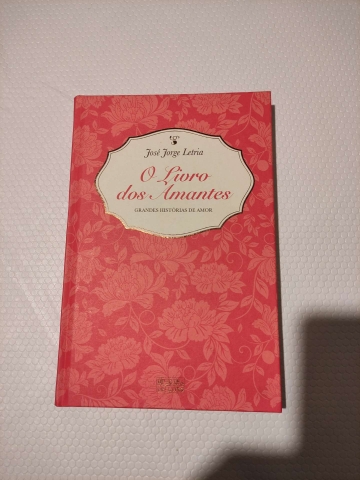 José Jorge Letria
O Livro
dos Amantes
GRANDES HISTÓRIAS DE AMOR